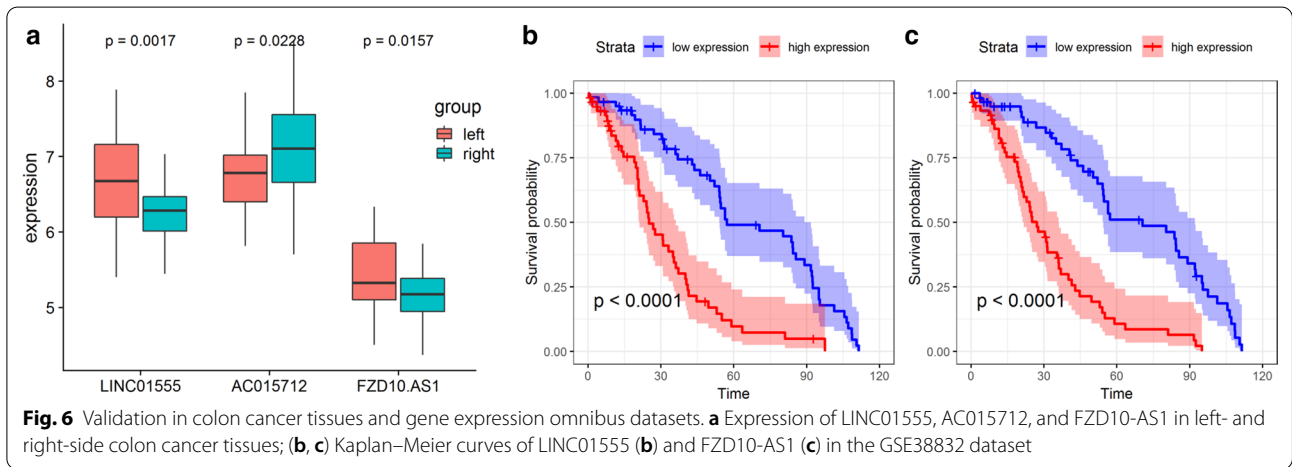 a
p = 0.0017 p = 0.0228 p = 0.0157
8
7
6
5
expression
group
left
right
LINC01555 AC015712 FZD10.AS1
b
Strata low expression high expression
1.00
0.75
0.50
0.25
0.00
Survival probability
p < 0.0001
0 30 60 90 120
Time
c
Strata low expression high expression
1.00
0.75
0.50
0.25
0.00
Survival probability
p < 0.0001
0 30 60 90 120
Time
Fig. 6 Validation in colon cancer tissues and gene expression omnibus datasets. a Expression of LINC01555, AC015712, and FZD10-AS1 in left- and
right-side colon cancer tissues; (b, c) Kaplan–Meier curves of LINC01555 (b) and FZD10-AS1 (c) in the GSE38832 dataset